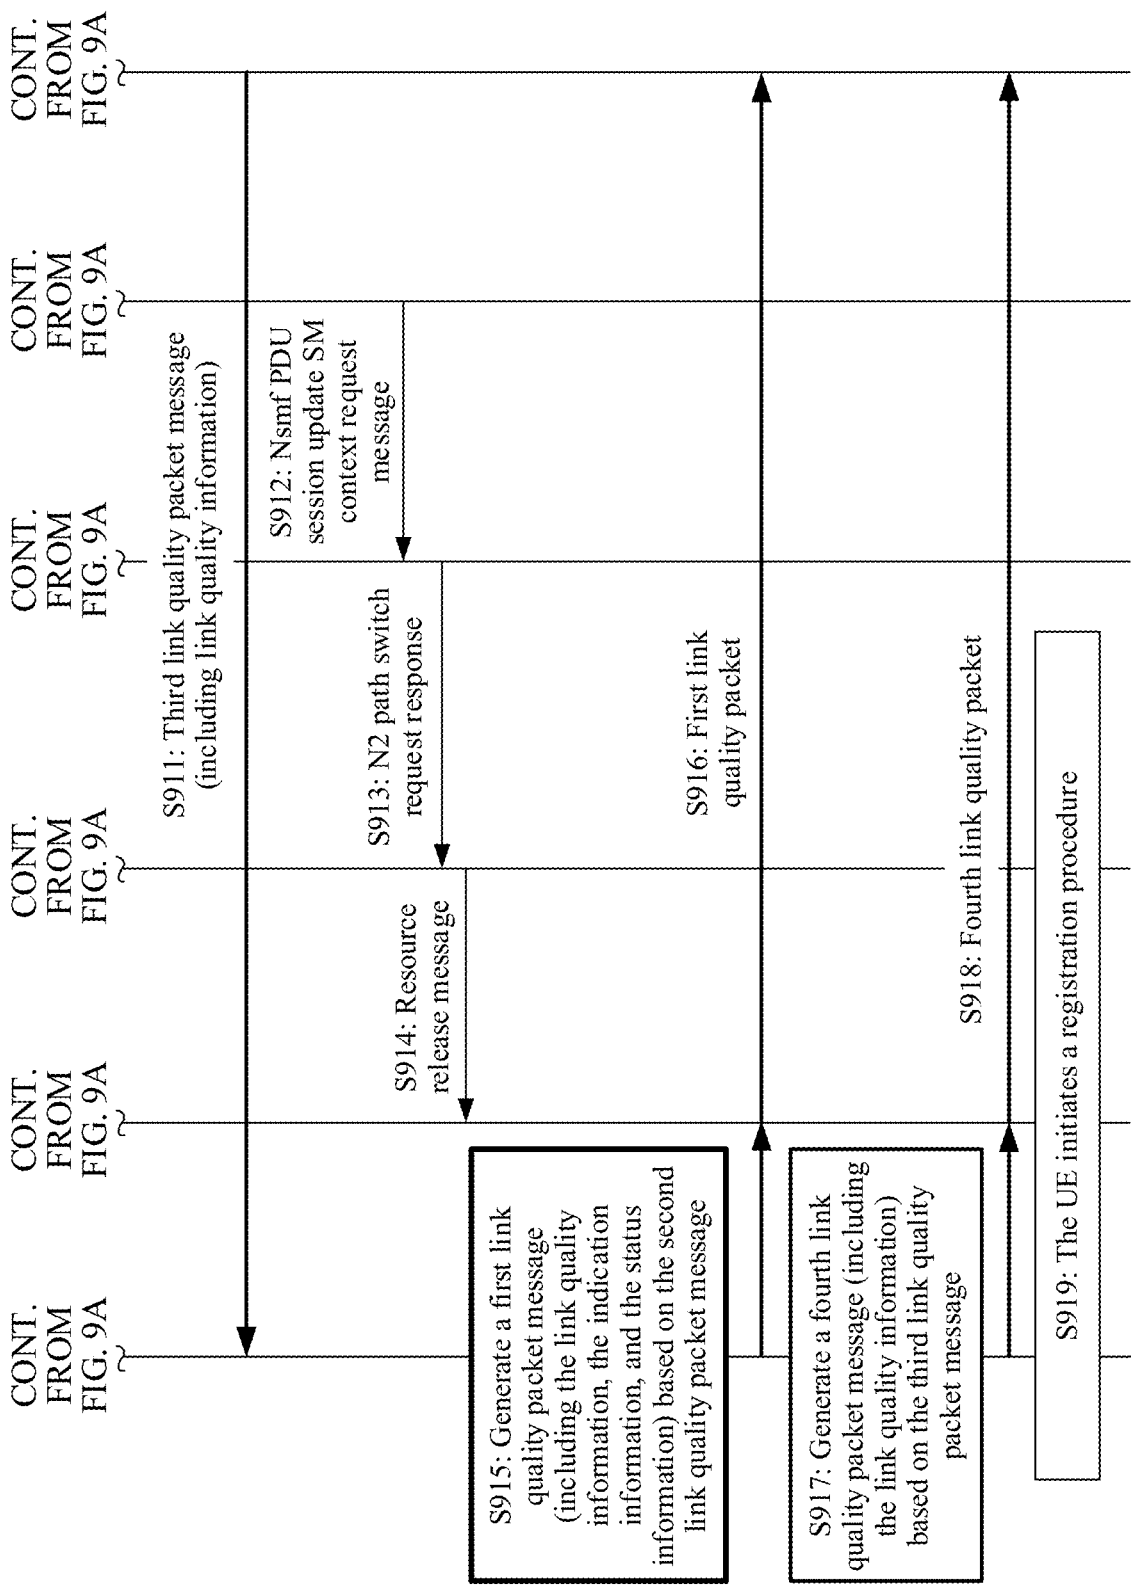 CONT.
FROM
FIG. 9A
CONT.
FROM
FIG. 9A
CONT.
FROM
FIG. 9A
CONT.
FROM
FIG. 9A
CONT.
FROM
FIG. 9A
CONT.
FROM
FIG. 9A
S911: Third link quality packet message
(including link quality information)
S912: Nsmf PDU
session update SM
context request
message
S913: N2 path switch
request response
S914: Resource
release message
S915: Generate a first link
quality packet message
(including the link quality
information, the indication
information, and the status
information) based on the second
link quality packet message
S916: First link
quality packet
S917: Generate a fourth link
quality packet message (including
the link quality information)
based on the third link quality
packet message
S918: Fourth link quality packet
S919: The UE initiates a registration procedure